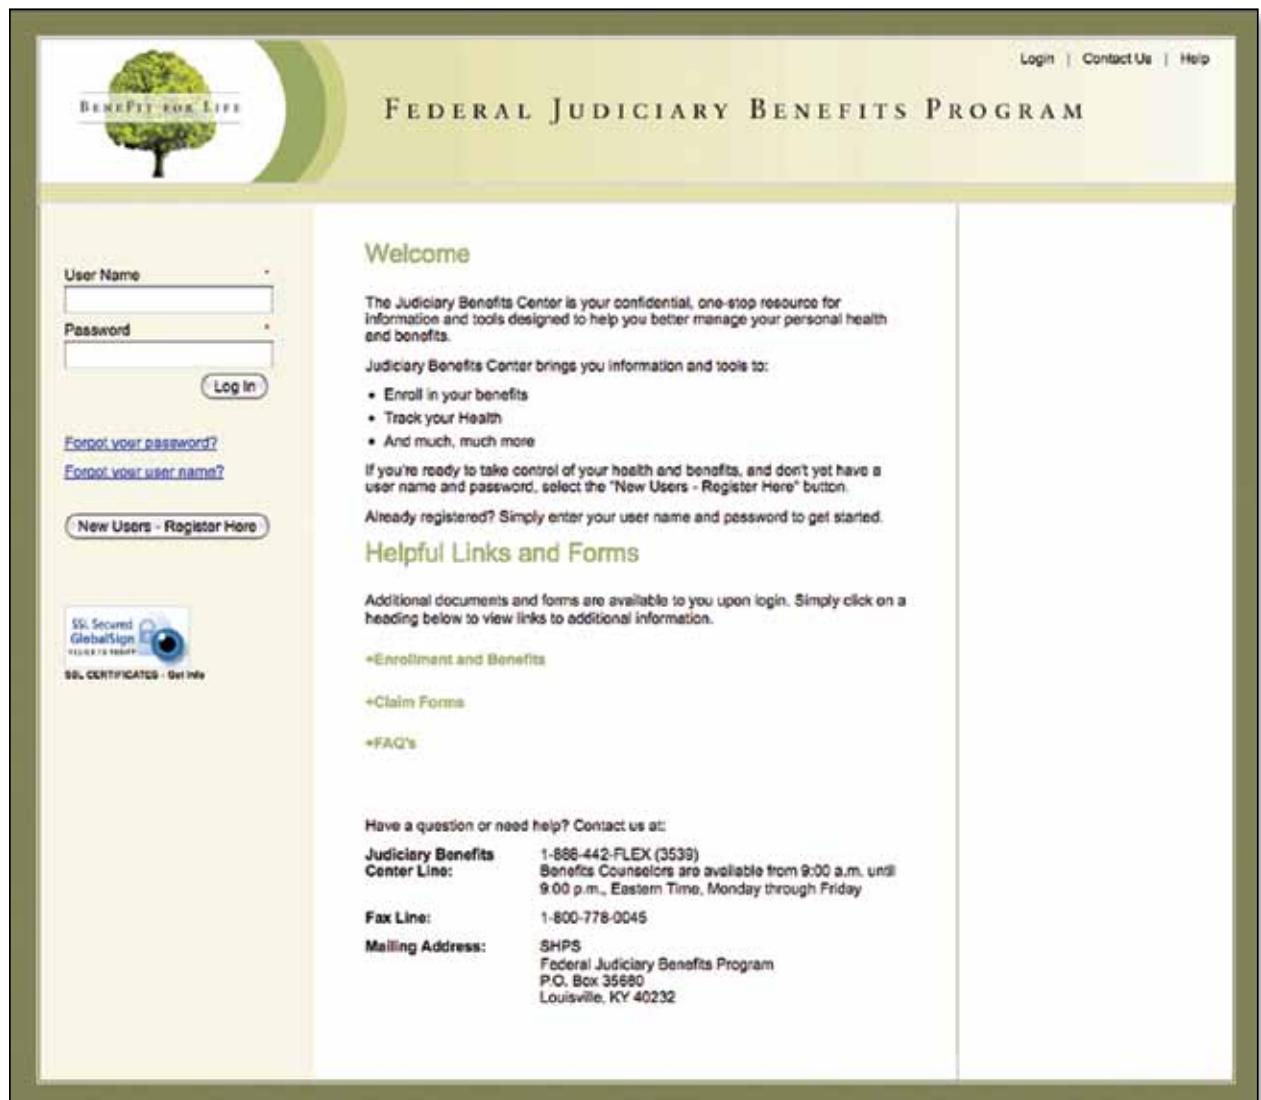 Login | Contact Us | Help
BENEFIT FOR LIFE
FEDERAL JUDICIARY BENEFITS PROGRAM
User Name *
Password *
Log In
Forgot your password?
Forgot your user name?
New Users - Register Here
SSL Secured
GlobalSign
SSL CERTIFICATES - Get Info
Welcome
The Judiciary Benefits Center is your confidential, one-stop resource for
information and tools designed to help you better manage your personal health
and benefits.
Judiciary Benefits Center brings you information and tools to:
• Enroll in your benefits
• Track your Health
• And much, much more
If you're ready to take control of your health and benefits, and don't yet have a
user name and password, select the "New Users - Register Here" button.
Already registered? Simply enter your user name and password to get started.
Helpful Links and Forms
Additional documents and forms are available to you upon login. Simply click on a
heading below to view links to additional information.
+Enrollment and Benefits
+Claim Forms
+FAQ's
Have a question or need help? Contact us at:
Judiciary Benefits
Center Line:
1-888-442-FLEX (3539)
Benefits Counselors are available from 9:00 a.m. until
9:00 p.m., Eastern Time, Monday through Friday
Fax Line:
1-800-778-0045
Mailing Address:
SHPS
Federal Judiciary Benefits Program
P.O. Box 35680
Louisville, KY 40232